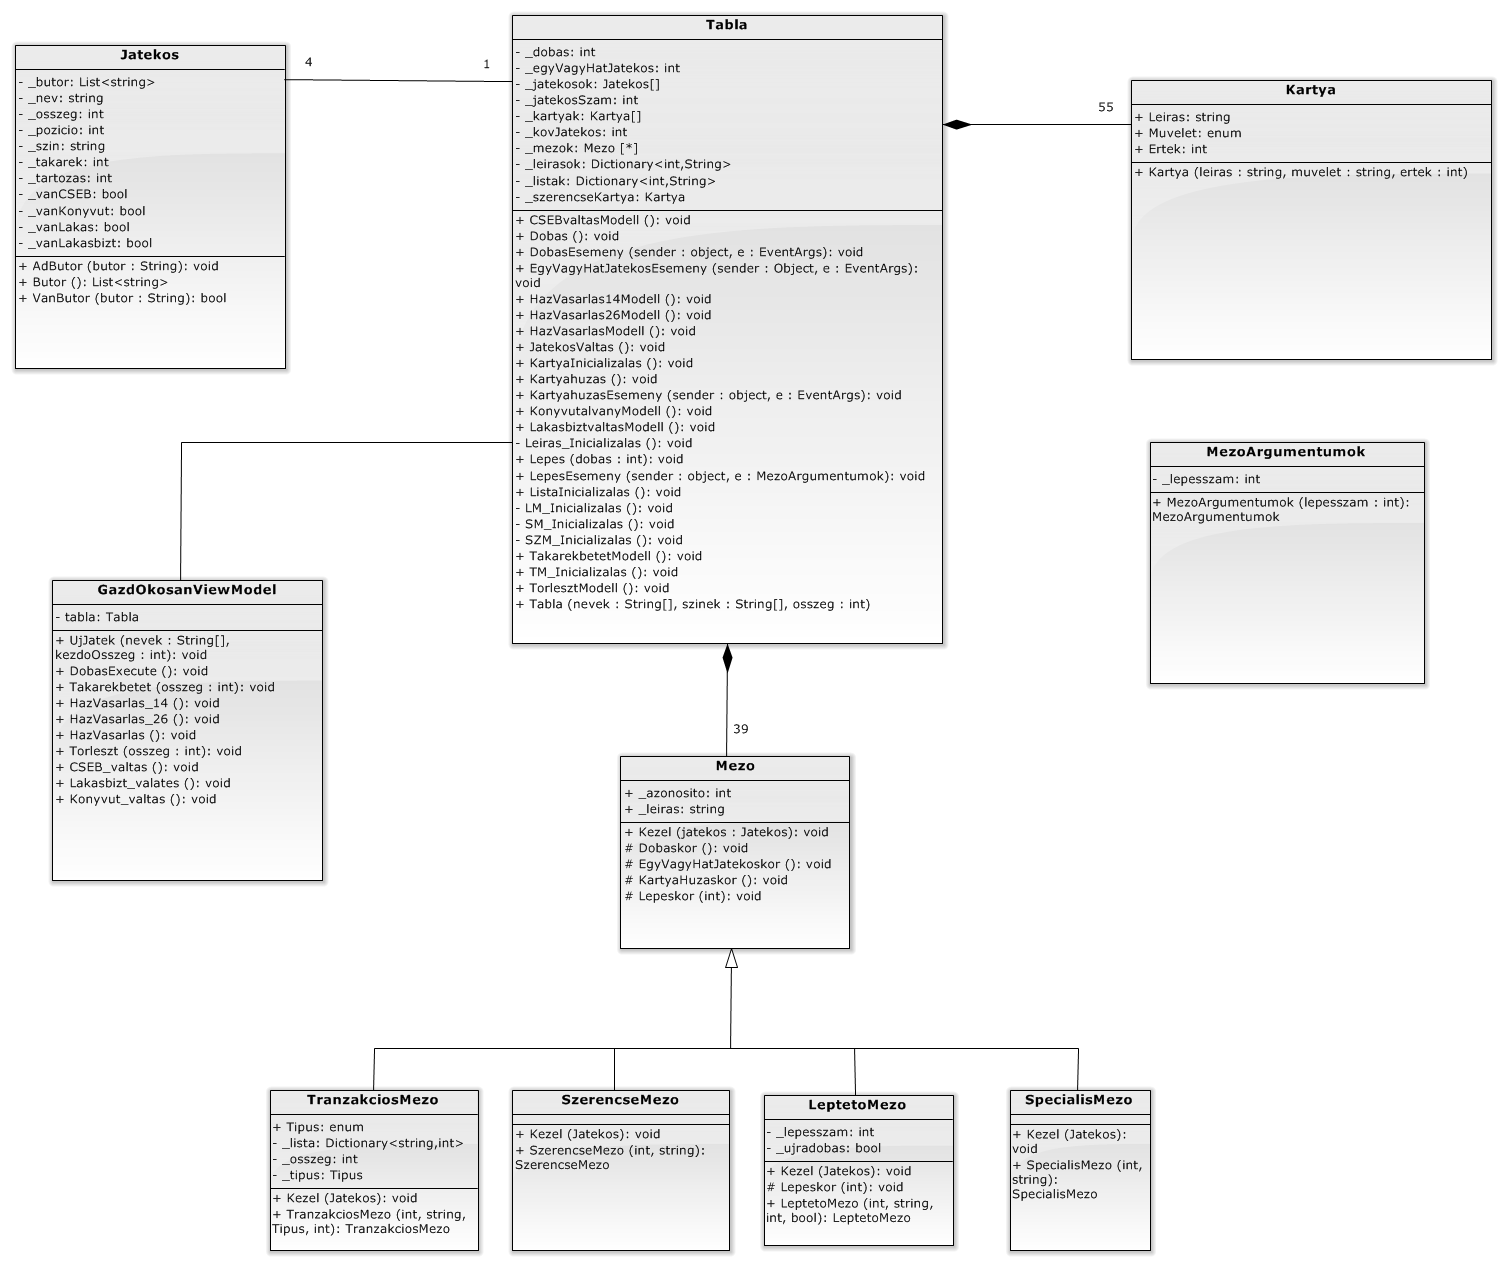 Jatekos
- _butor: List<string>
- _nev: string
- _osszeg: int
- _pozicio: int
- _szin: string
- _takarek: int
- _tartozas: int
- _vanCSEB: bool
- _vanKonyvut: bool
- _vanLakas: bool
- _vanLakasbizt: bool
+ AdButor (butor : String): void
+ Butor (): List<string>
+ VanButor (butor : String): bool
4
1
Tabla
- _dobas: int
- _egyVagyHatJatekos: int
- _jatekosok: Jatekos[]
- _jatekosSzam: int
- _kartyak: Kartya[]
- _kovJatekos: int
- _mezok: Mezo [*]
- _leirasok: Dictionary<int,String>
- _listak: Dictionary<int,String>
- _szerencseKartya: Kartya
+ CSEBvaltasModell (): void
+ Dobas (): void
+ DobasEsemeny (sender : object, e : EventArgs): void
+ EgyVagyHatJatekosEsemeny (sender : Object, e : EventArgs):
void
+ HazVasarlas14Modell (): void
+ HazVasarlas26Modell (): void
+ HazVasarlasModell (): void
+ JatekosValtas (): void
+ KartyaInicializalas (): void
+ Kartyahuzas (): void
+ KartyahuzasEsemeny (sender : object, e : EventArgs): void
+ KonyvutalvanyModell (): void
+ LakasbiztvaltasModell (): void
- Leiras_Inicializalas (): void
+ Lepes (dobas : int): void
+ LepesEsemeny (sender : object, e : MezoArgumentumok): void
+ ListaInicializalas (): void
- LM_Inicializalas (): void
- SM_Inicializalas (): void
- SZM_Inicializalas (): void
+ TakarekbetetModell (): void
+ TM_Inicializalas (): void
+ TorlesztModell (): void
+ Tabla (nevek : String[], szinek : String[], osszeg : int)
55
Kartya
+ Leiras: string
+ Muvelet: enum
+ Ertek: int
+ Kartya (leiras : string, muvelet : string, ertek : int)
MezoArgumentumok
- _lepesszam: int
+ MezoArgumentumok (lepesszam : int):
MezoArgumentumok
GazdOkosanViewModel
- tabla: Tabla
+ UjJatek (nevek : String[],
kezdoOsszeg : int): void
+ DobasExecute (): void
+ Takarekbetet (osszeg : int): void
+ HazVasarlas_14 (): void
+ HazVasarlas_26 (): void
+ HazVasarlas (): void
+ Torleszt (osszeg : int): void
+ CSEB_valtas (): void
+ Lakasbizt_valates (): void
+ Konyvut_valtas (): void
39
Mezo
+ _azonosito: int
+ _leiras: string
+ Kezel (jatekos : Jatekos): void
# Dobaskor (): void
# EgyVagyHatJatekoskor (): void
# KartyaHuzaskor (): void
# Lepeskor (int): void
TranzakciosMezo
+ Tipus: enum
- _lista: Dictionary<string,int>
- _osszeg: int
- _tipus: Tipus
+ Kezel (Jatekos): void
+ TranzakciosMezo (int, string,
Tipus, int): TranzakciosMezo
SzerencseMezo
+ Kezel (Jatekos): void
+ SzerencseMezo (int, string):
SzerencseMezo
LeptetoMezo
- _lepesszam: int
- _ujradobas: bool
+ Kezel (Jatekos): void
# Lepeskor (int): void
+ LeptetoMezo (int, string,
int, bool): LeptetoMezo
SpecialisMezo
+ Kezel (Jatekos):
void
+ SpecialisMezo (int,
string):
SpecialisMezo